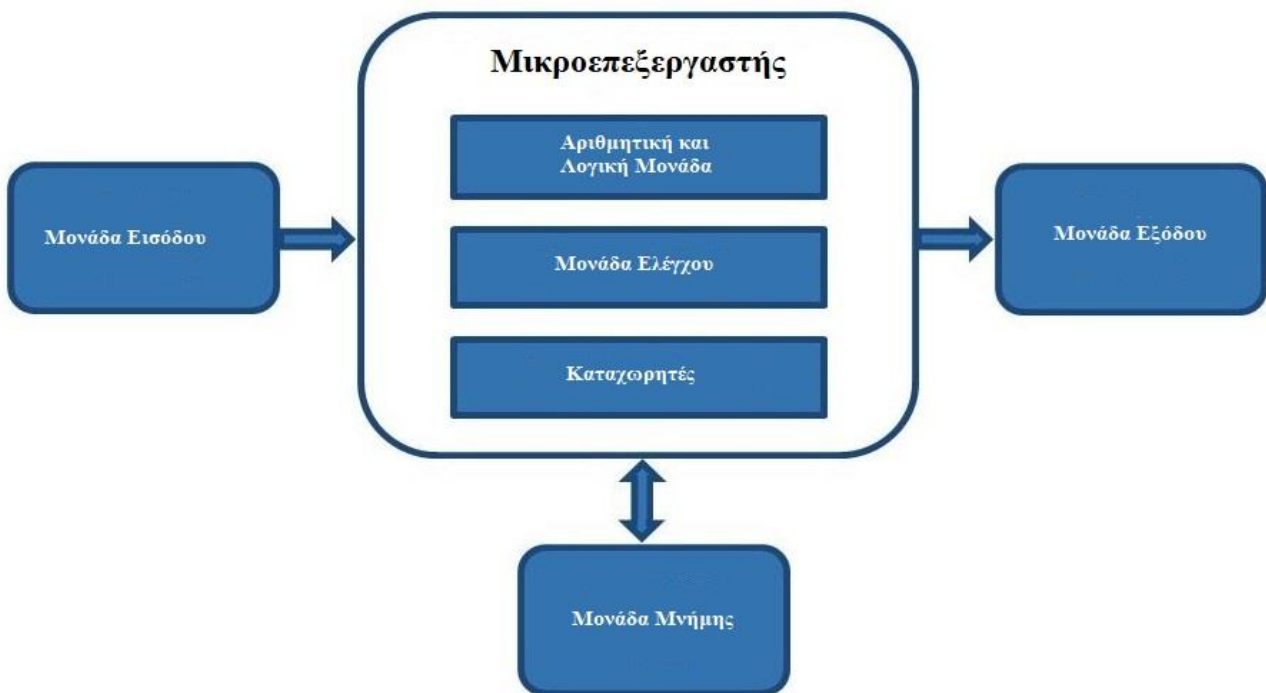 Μικροεπεξεργαστής
Αριθμητική και
Λογική Μονάδα
Μονάδα Εισόδου
Μονάδα Ελέγχου
Μονάδα Εξόδου
Καταχωρητές
Μονάδα Μνήμης